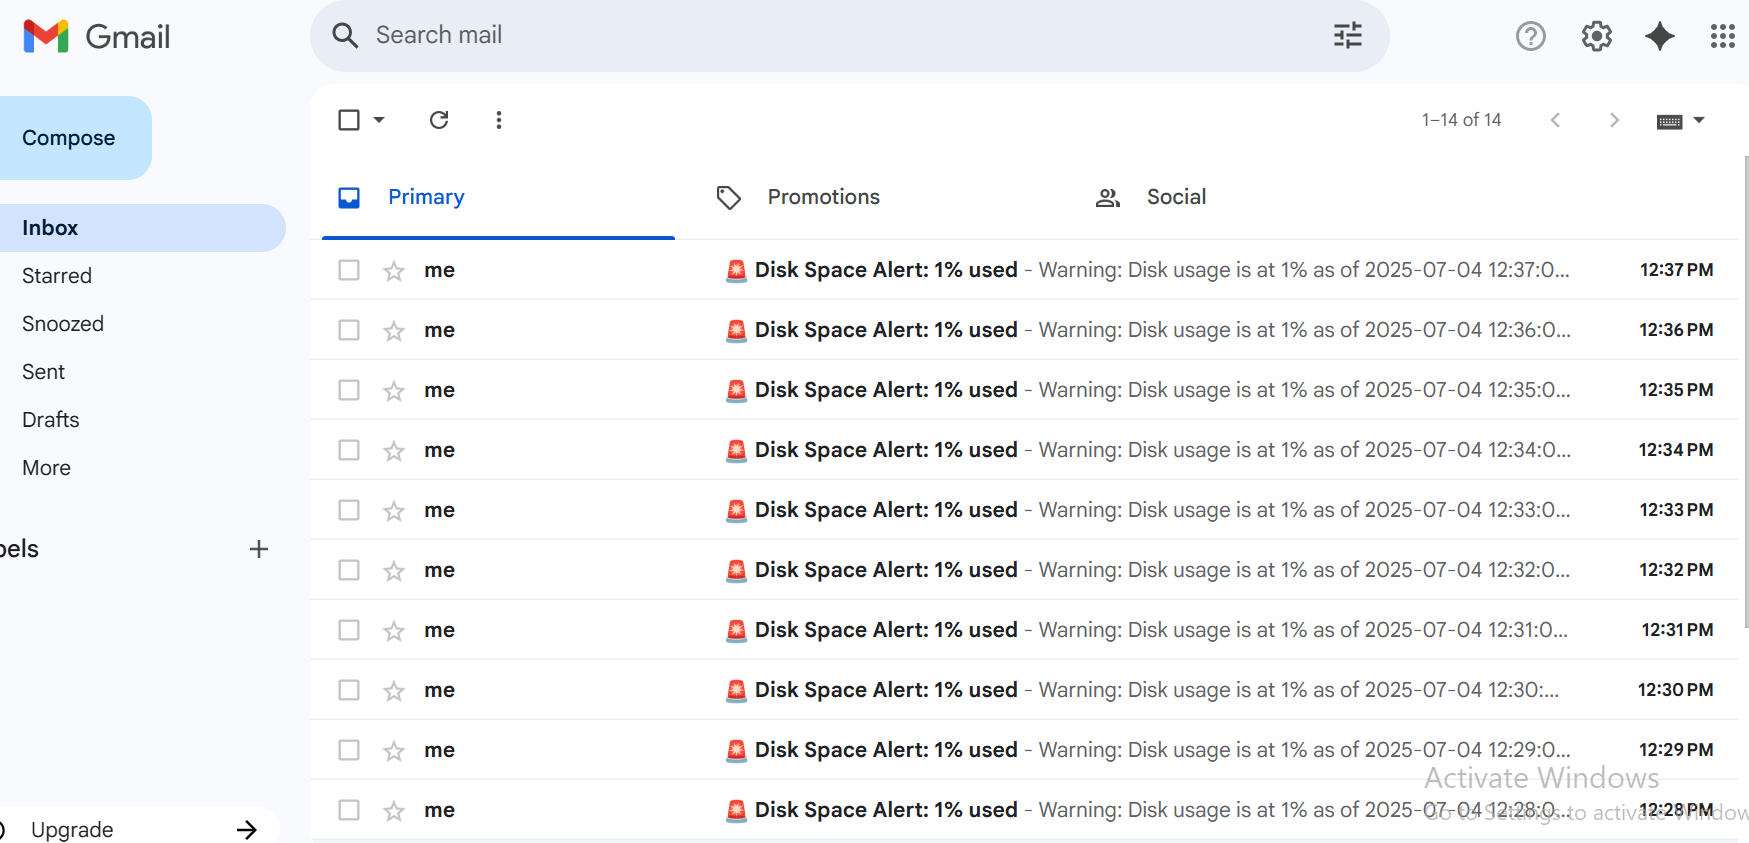 Gmail
Search mail
Compose
1–14 of 14
Primary Promotions Social
Inbox
Starred
Snoozed
Sent
Drafts
More
bels
Upgrade
me 🚨 Disk Space Alert: 1% used - Warning: Disk usage is at 1% as of 2025-07-04 12:37:0... 12:37 PM
me 🚨 Disk Space Alert: 1% used - Warning: Disk usage is at 1% as of 2025-07-04 12:36:0... 12:36 PM
me 🚨 Disk Space Alert: 1% used - Warning: Disk usage is at 1% as of 2025-07-04 12:35:0... 12:35 PM
me 🚨 Disk Space Alert: 1% used - Warning: Disk usage is at 1% as of 2025-07-04 12:34:0... 12:34 PM
me 🚨 Disk Space Alert: 1% used - Warning: Disk usage is at 1% as of 2025-07-04 12:33:0... 12:33 PM
me 🚨 Disk Space Alert: 1% used - Warning: Disk usage is at 1% as of 2025-07-04 12:32:0... 12:32 PM
me 🚨 Disk Space Alert: 1% used - Warning: Disk usage is at 1% as of 2025-07-04 12:31:0... 12:31 PM
me 🚨 Disk Space Alert: 1% used - Warning: Disk usage is at 1% as of 2025-07-04 12:30:... 12:30 PM
me 🚨 Disk Space Alert: 1% used - Warning: Disk usage is at 1% as of 2025-07-04 12:29:0... 12:29 PM
me 🚨 Disk Space Alert: 1% used - Warning: Disk usage is at 1% as of 2025-07-04 12:28:0... 12:28 PM
Activate Windows
Go to Settings to activate Window